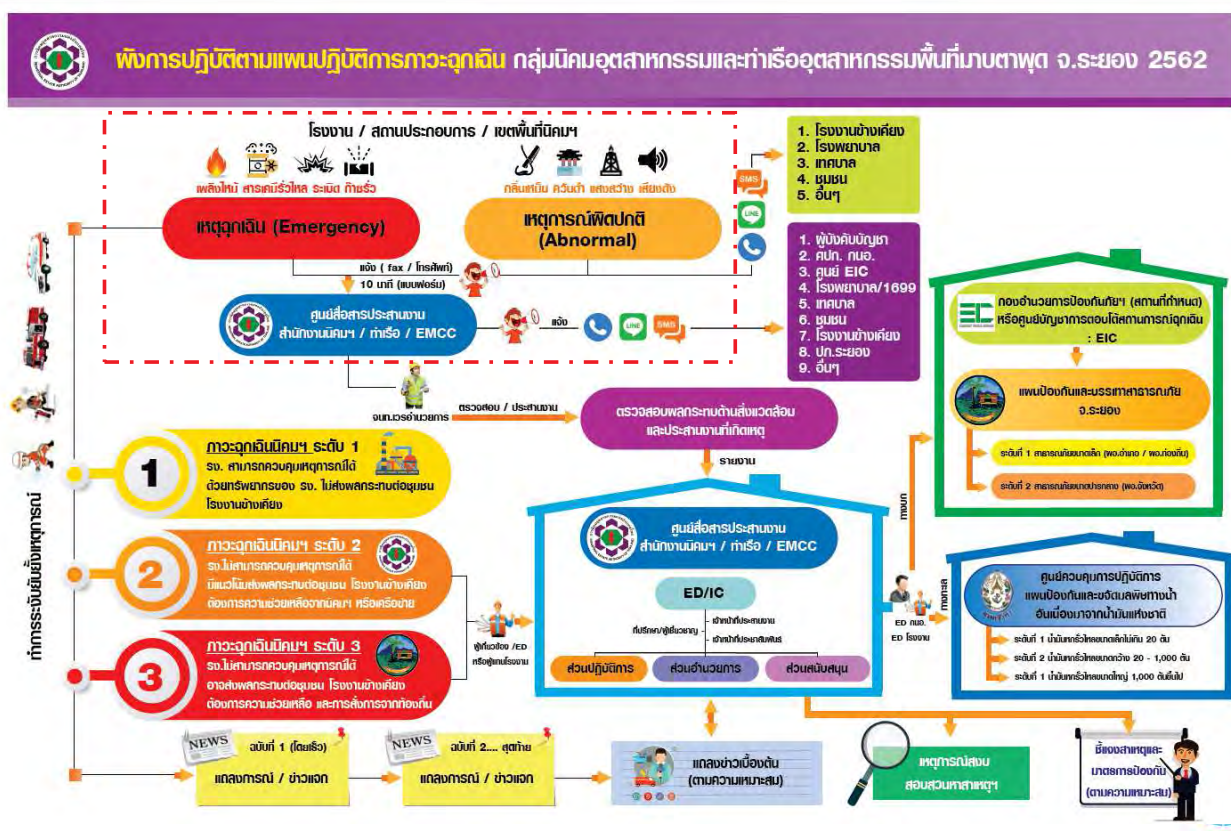 ผังการปฏิบัติตามแผนปฏิบัติการภาวะฉุกเฉิน กลุ่มนิคมอุตสาหกรรมและท่าเรืออุตสาหกรรมพื้นที่มาบตาพุด จ.ระยอง 2562
โรงงาน / สถานประกอบการ / เขตพื้นที่นิคมฯ
เพลิงไหม้ สารเคมีรั่วไหล ระเบิด ก๊าซรั่ว
กลิ่นเหม็น ควันดำ แสงสว่าง เสียงดัง
เหตุฉุกเฉิน (Emergency)
เหตุการณ์ผิดปกติ
(Abnormal)
แจ้ง ( fax / โทรศัพท์)
10 นาที (แบบฟอร์ม)
ศูนย์สื่อสารประสานงาน
สำนักงานนิคมฯ / ท่าเรือ / EMCC
แจ้ง
LINE
SMS
SMS
LINE
1. โรงงานข้างเคียง
2. โรงพยาบาล
3. เทศบาล
4. ชุมชน
5. อื่นๆ
1. ผู้บังคับบัญชา
2. ศปก. กนอ.
3. ศูนย์ EIC
4. โรงพยาบาล/1699
5. เทศบาล
6. ชุมชน
7. โรงงานข้างเคียง
8. ปภ.ระยอง
9. อื่นๆ
จนท.เวรอำนวยการ
ตรวจสอบ / ประสานงาน
ตรวจสอบผลกระทบด้านสิ่งแวดล้อม
และประสานงานที่เกิดเหตุ
รายงาน
ทำการระงับยับยั้งเหตุการณ์
1
ภาวะฉุกเฉินนิคมฯ ระดับ 1
รง. สามารถควบคุมเหตุการณ์ได้
ด้วยทรัพยากรของ รง. ไม่ส่งผลกระทบต่อชุมชน
โรงงานข้างเคียง
2
ภาวะฉุกเฉินนิคมฯ ระดับ 2
รง.ไม่สามารถควบคุมเหตุการณ์ได้
มีแนวโน้มส่งผลกระทบต่อชุมชน โรงงานข้างเคียง
ต้องการความช่วยเหลือจากนิคมฯ หรือเครือข่าย
3
ภาวะฉุกเฉินนิคมฯ ระดับ 3
รง.ไม่สามารถควบคุมเหตุการณ์ได้
อาจส่งผลกระทบต่อชุมชน โรงงานข้างเคียง
ต้องการความช่วยเหลือ และการสั่งการจากท้องถิ่น
ผู้เกี่ยวข้อง /ED
หรือผู้แทนโรงงาน
ศูนย์สื่อสารประสานงาน
สำนักงานนิคมฯ / ท่าเรือ / EMCC
ED/IC
เจ้าหน้าที่ประสานงาน
ที่ปรึกษา/ผู้เชี่ยวชาญ
เจ้าหน้าที่ประชาสัมพันธ์
ส่วนปฏิบัติการ
ส่วนอำนวยการ
ส่วนสนับสนุน
ทางบก
ทางทะเล
ED กนอ.
ED โรงงาน
กองอำนวยการป้องกันภัยฯ (สถานที่กำหนด)
หรือศูนย์บัญชาการตอบโต้สถานการณ์ฉุกเฉิน
: EIC
แผนป้องกันและบรรเทาสาธารณภัย
จ.ระยอง
ระดับที่ 1 สาธารณภัยขนาดเล็ก (ผอ.อำเภอ / ผอ.ท้องถิ่น)
ระดับที่ 2 สาธารณภัยขนาดปานกลาง (ผอ.จังหวัด)
ศูนย์ควบคุมการปฏิบัติการ
แผนป้องกันและขจัดมลพิษทางน้ำ
อันเนื่องมาจากน้ำมันแห่งชาติ
ระดับที่ 1 น้ำมันหกรั่วไหลขนาดเล็กไม่เกิน 20 ตัน
ระดับที่ 2 น้ำมันหกรั่วไหลขนาดกว้าง 20 - 1,000 ตัน
ระดับที่ 1 น้ำมันหกรั่วไหลขนาดใหญ่ 1,000 ตันขึ้นไป
NEWS
ฉบับที่ 1 (โดยเร็ว)
แถลงการณ์ / ข่าวแจก
NEWS
ฉบับที่ 2.... สุดท้าย
แถลงการณ์ / ข่าวแจก
แถลงข่าวเบื้องต้น
(ตามความเหมาะสม)
เหตุการณ์สงบ
สอบสวนหาสาเหตุฯ
ชี้แจงสาเหตุและ
มาตรการป้องกัน
(ตามความเหมาะสม)